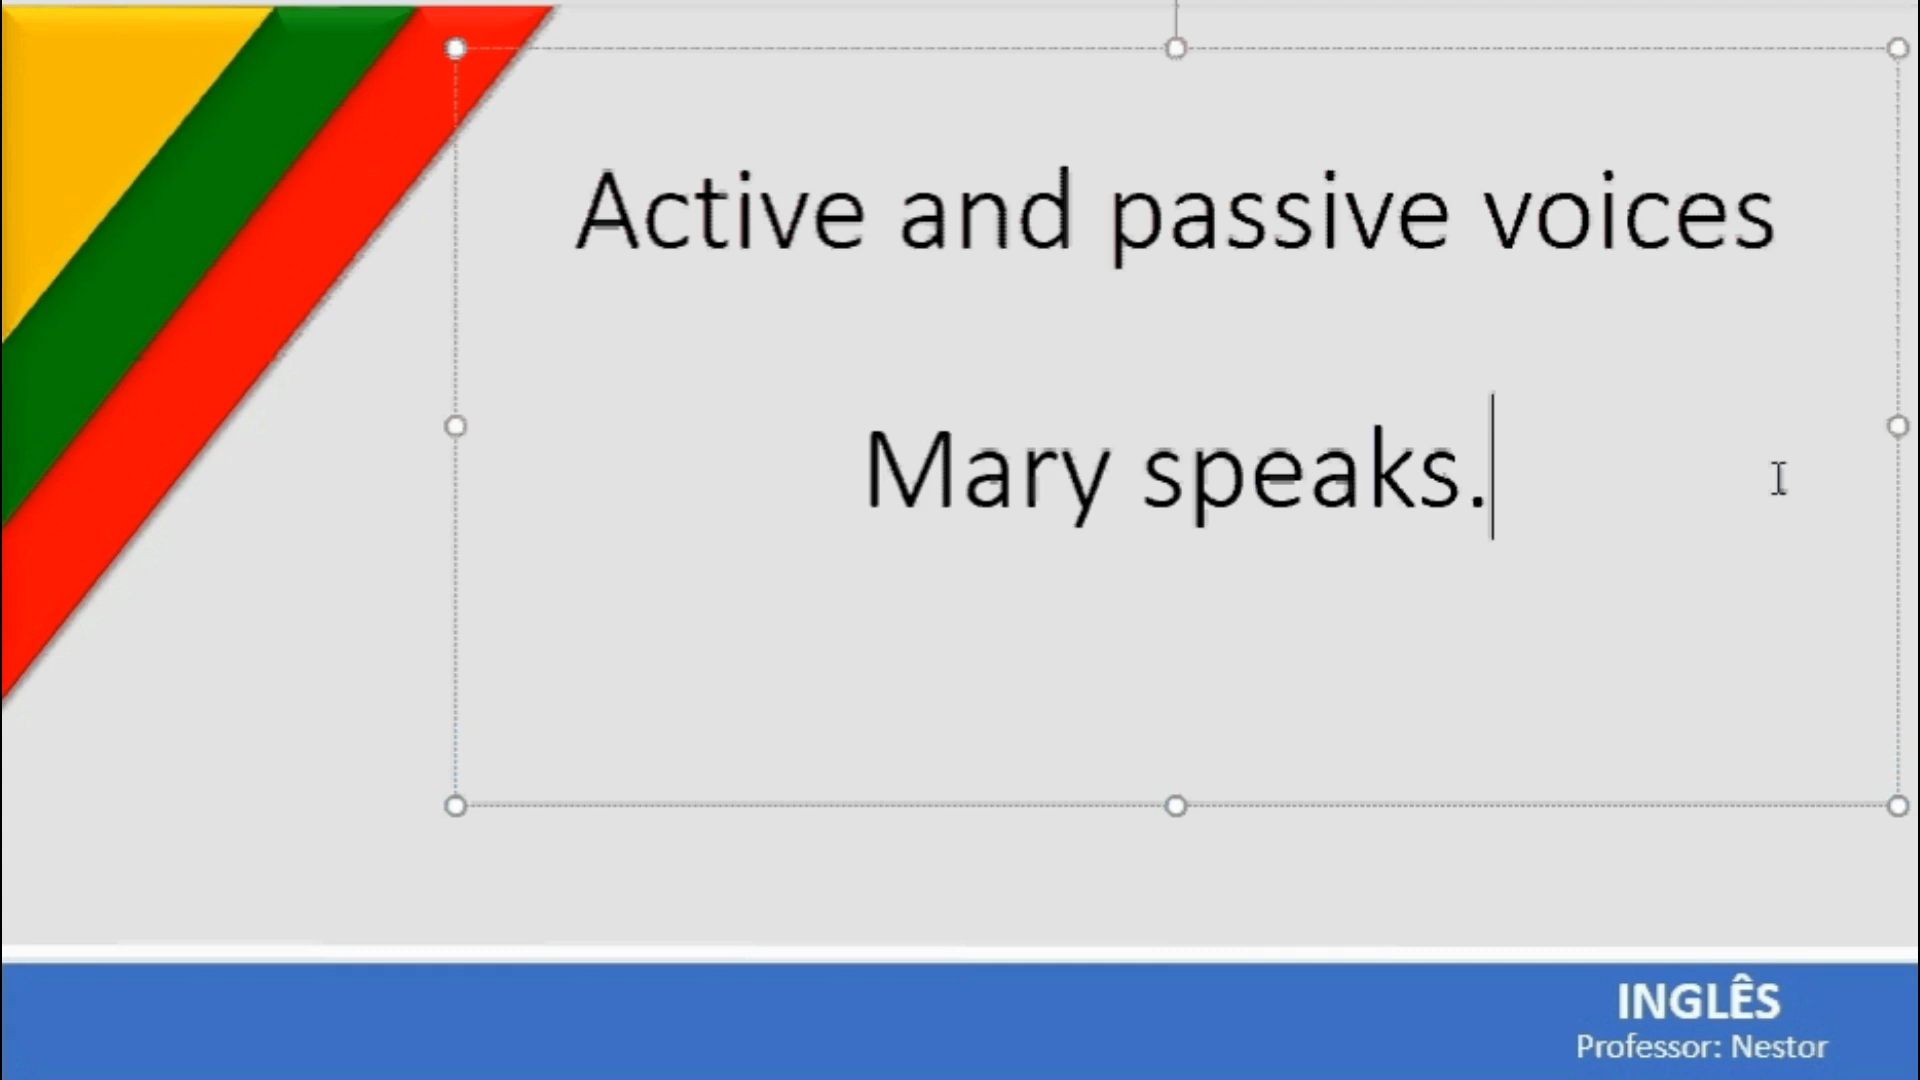 Active and passive voices
Mary speaks.
INGLÊS
Professor: Nestor